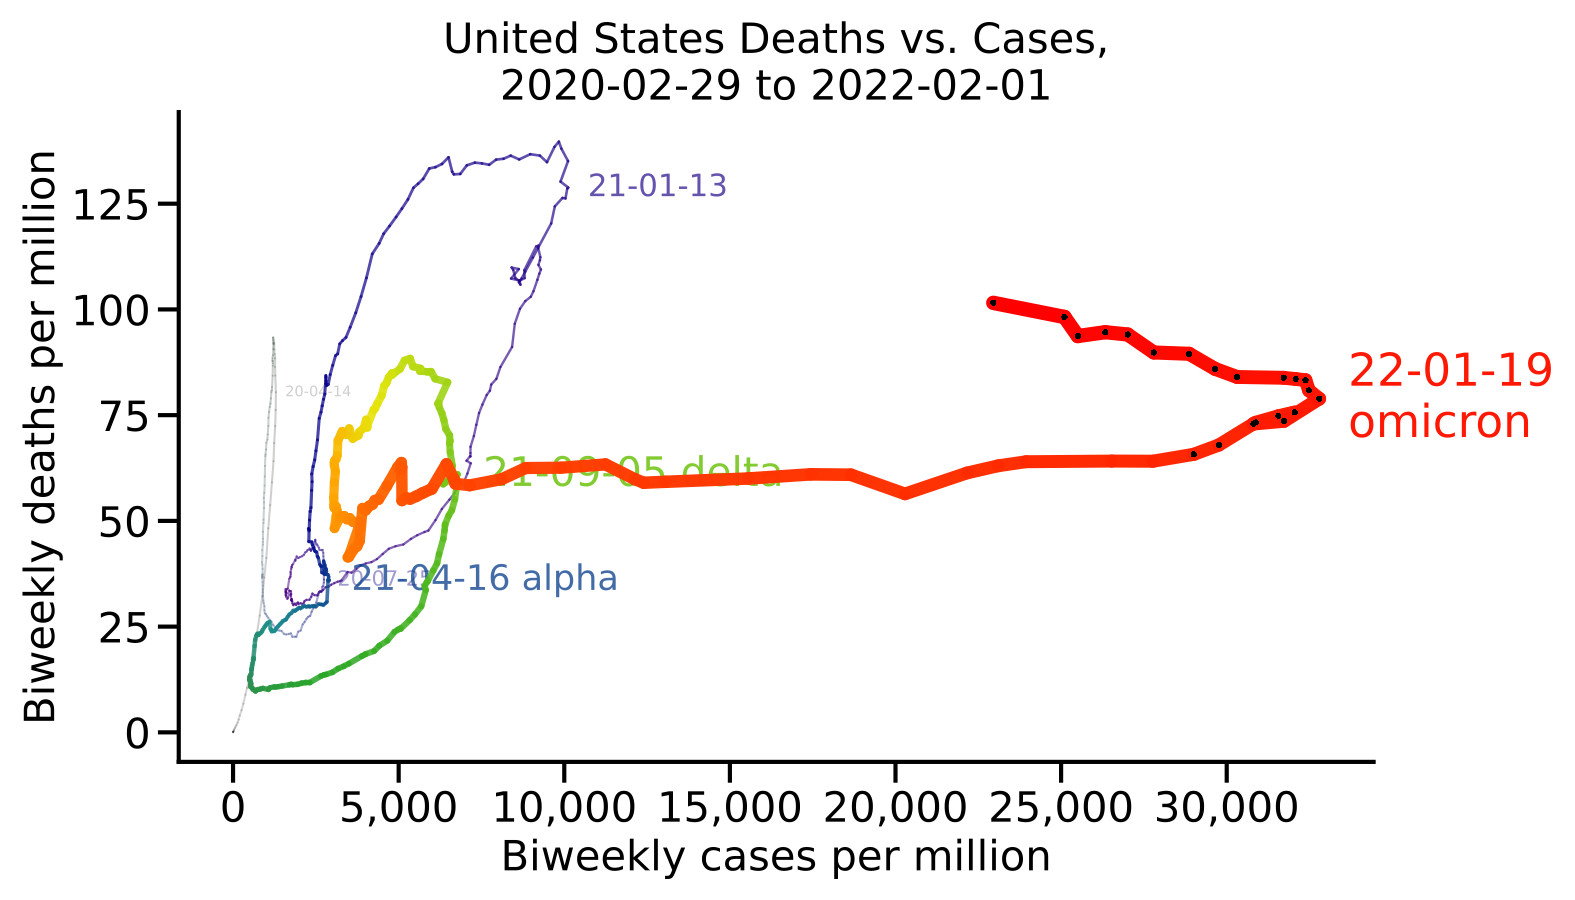 United States Deaths vs. Cases,
2020-02-29 to 2022-02-01
Biweekly deaths per million
125
100
75
50
25
0
21-01-13
20-04-14
22-01-19
omicron
21-09-05 delta
20-07-25
21-04-16 alpha
0
5,000
10,000
15,000
20,000
25,000
30,000
Biweekly cases per million